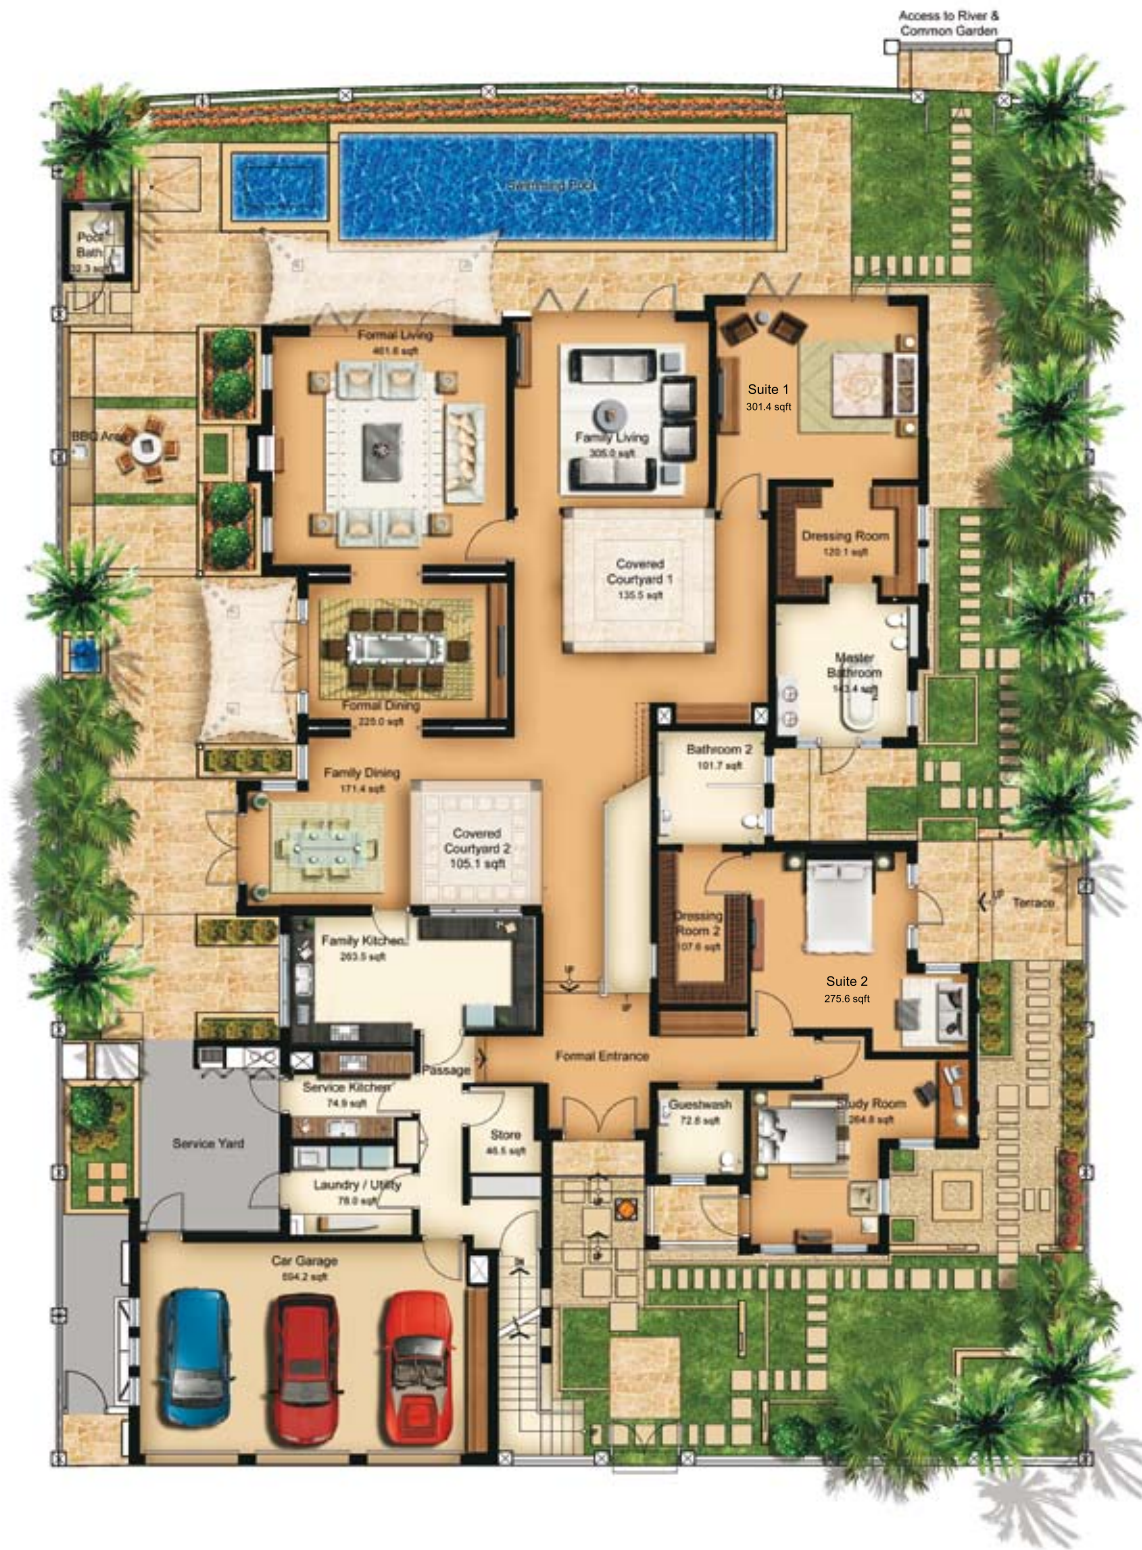 Access to River &
Common Garden
Swimming Pool
Pool
Bath
32.3 sqft
Formal Living
461.6 sqft
Suite 1
301.4 sqft
BBQ Area
Family Living
305.0 sqft
Dressing Room
120.1 sqft
Covered
Courtyard 1
135.5 sqft
Master
Bathroom
143.4 sqft
Formal Dining
225.0 sqft
Bathroom 2
101.7 sqft
Family Dining
171.4 sqft
Covered
Courtyard 2
105.1 sqft
UP
Terrace
Dressing
Room 2
107.6 sqft
Family Kitchen
263.5 sqft
Suite 2
275.6 sqft
UP
UP
Formal Entrance
Passage
Service Kitchen
74.9 sqft
Guestwash
72.6 sqft
Study Room
264.8 sqft
Store
46.5 sqft
Service Yard
Laundry / Utility
78.0 sqft
UP
UP
Car Garage
694.2 sqft